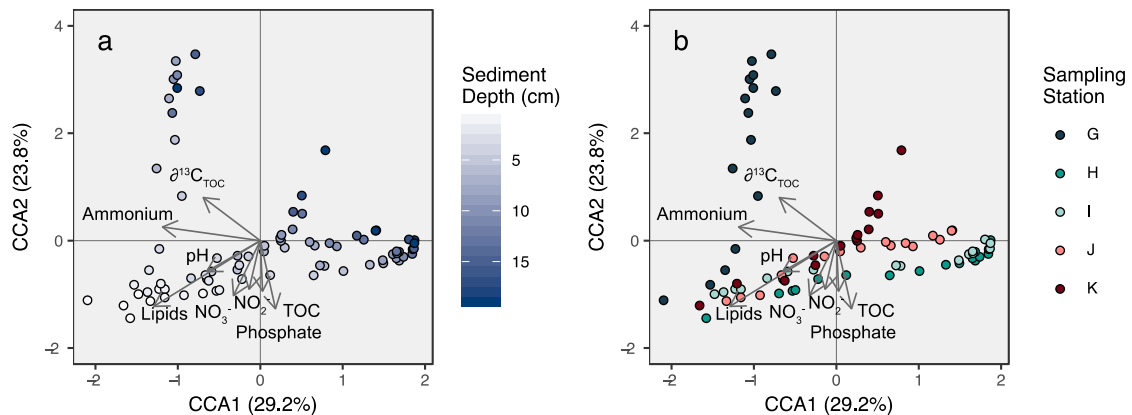 a
4
2
0
−2
CCA2 (23.8%)
∂¹³C_TOC
Ammonium
pH
Lipids
NO₃⁻
NO₂⁻
TOC
Phosphate
−2
−1
0
1
2
CCA1 (29.2%)
Sediment
Depth (cm)
5
10
15
b
4
2
0
−2
CCA2 (23.8%)
∂¹³C_TOC
Ammonium
pH
Lipids
NO₃⁻
NO₂⁻
TOC
Phosphate
−2
−1
0
1
2
CCA1 (29.2%)
Sampling
Station
G
H
I
J
K